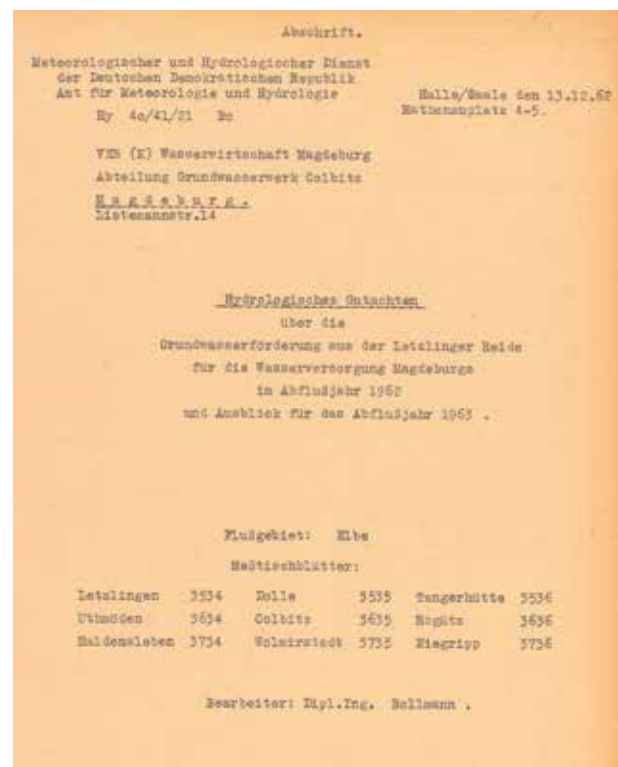 Abschrift.
Meteorologischer und Hydrologischer Dienst
der Deutschen Demokratischen Republik
Amt für Meteorologie und Hydrologie
Halle/Saale den 13.12.62
Rathenauplatz 4-5.
Hy 4o/41/21 Bo
VEB (K) Wasserwirtschaft Magdeburg
Abteilung Grundwasserwerk Colbitz
Magdeburg.
Listemannstr.14
Hydrologisches Gutachten
über die
Grundwasserförderung aus der Letzlinger Heide
für die Wasserversorgung Magdeburgs
im Abflußjahr 1962
und Ausblick für das Abflußjahr 1963 .
Flußgebiet: Elbe
Meßtischblätter:
Letzlingen 3534 Dolle 3535 Tangerhütte 3536
Uthmöden 3634 Colbitz 3635 Rogätz 3636
Haldensleben 3734 Wolmirstedt 3735 Niegripp 3736
Bearbeiter: Dipl.Ing. Bollmann .